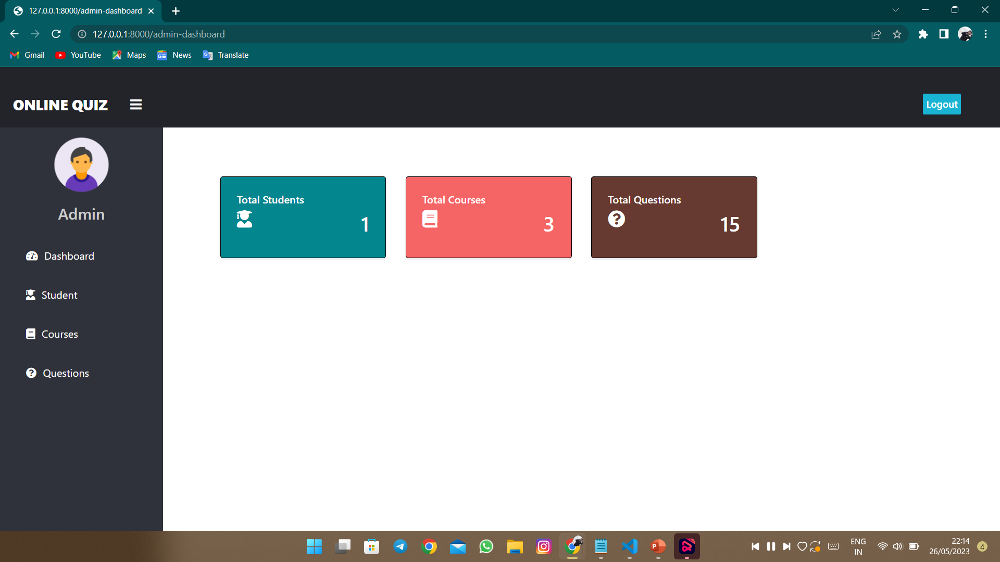 127.0.0.1:8000/admin-dashboard
127.0.0.1:8000/admin-dashboard
Gmail YouTube Maps News Translate
ONLINE QUIZ
Logout
Admin
Dashboard
Student
Courses
Questions
Total Students
1
Total Courses
3
Total Questions
15
ENG
IN
22:14
26/05/2023
4